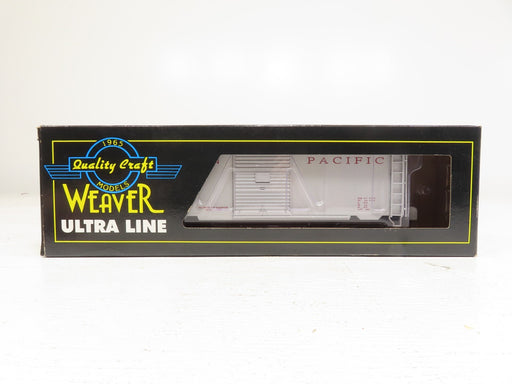 1965
Quality Craft
MODELS
WEAVER
ULTRA LINE
PACIFIC